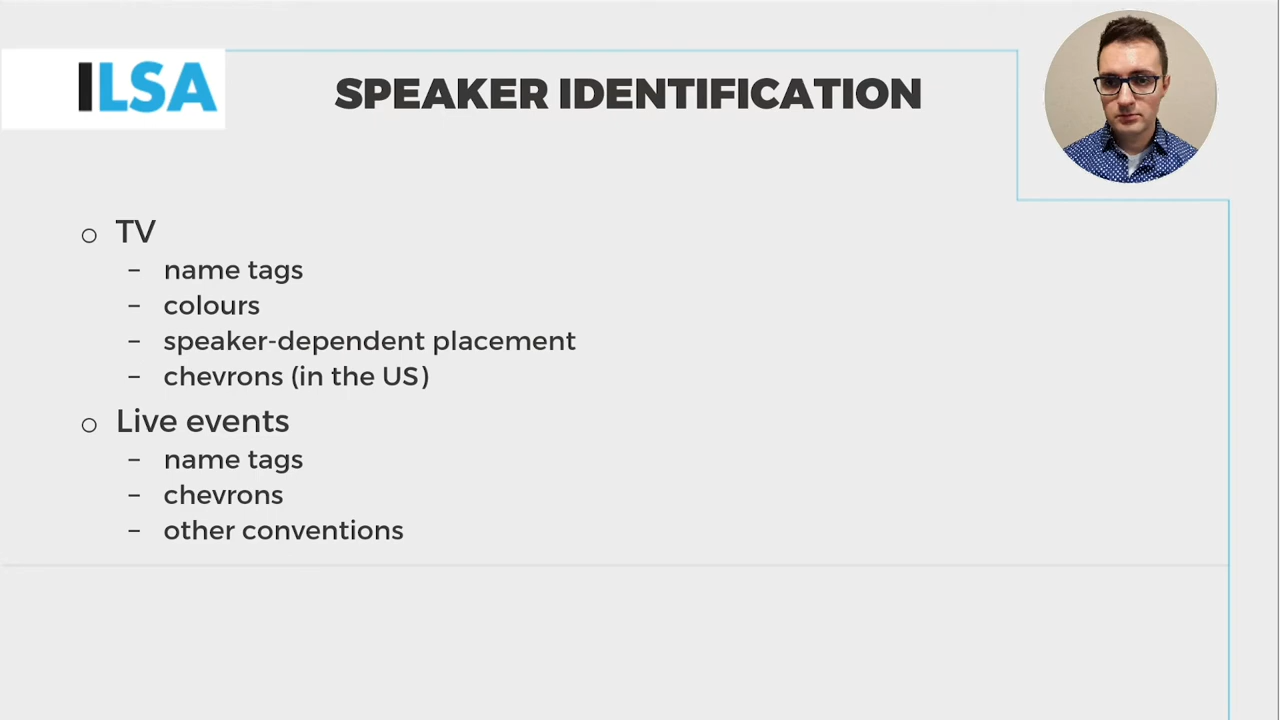 ILSA
SPEAKER IDENTIFICATION
o TV
– name tags
– colours
– speaker-dependent placement
– chevrons (in the US)
o Live events
– name tags
– chevrons
– other conventions